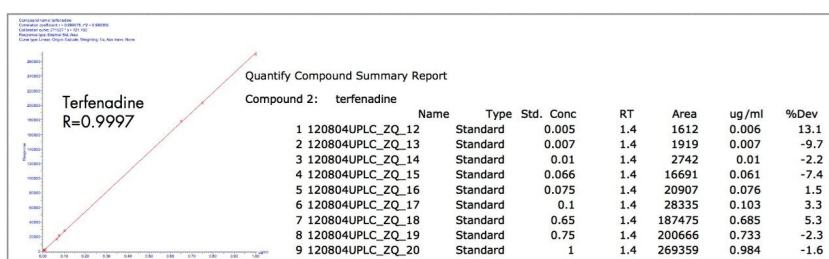 Compound name: terfenadine
Terfenadine
R=0.9997
Quantify Compound Summary Report
Compound 2: terfenadine
Name Type Std. Conc RT Area ug/ml %Dev
1 120804UPLC_ZQ_12 Standard 0.005 1.4 1612 0.006 13.1
2 120804UPLC_ZQ_13 Standard 0.007 1.4 1919 0.007 -9.7
3 120804UPLC_ZQ_14 Standard 0.01 1.4 2742 0.01 -2.2
4 120804UPLC_ZQ_15 Standard 0.066 1.4 16691 0.061 -7.4
5 120804UPLC_ZQ_16 Standard 0.075 1.4 20907 0.076 1.5
6 120804UPLC_ZQ_17 Standard 0.1 1.4 28335 0.103 3.3
7 120804UPLC_ZQ_18 Standard 0.65 1.4 187475 0.685 5.3
8 120804UPLC_ZQ_19 Standard 0.75 1.4 200666 0.733 -2.3
9 120804UPLC_ZQ_20 Standard 1 1.4 269359 0.984 -1.6